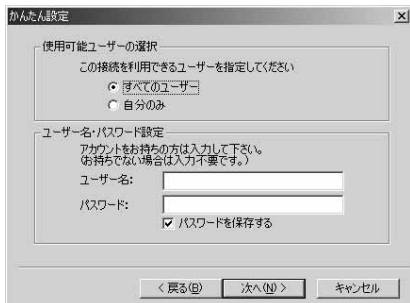 かんたん設定
使用可能ユーザーの選択
この接続を利用できるユーザーを指定してください
すべてのユーザー
自分のみ
ユーザー名・パスワード設定
アカウントをお持ちの方は入力して下さい。
(お持ちでない場合は入力不要です。)
ユーザー名:
パスワード:
パスワードを保存する
< 戻る(B) 次へ(N) > キャンセル